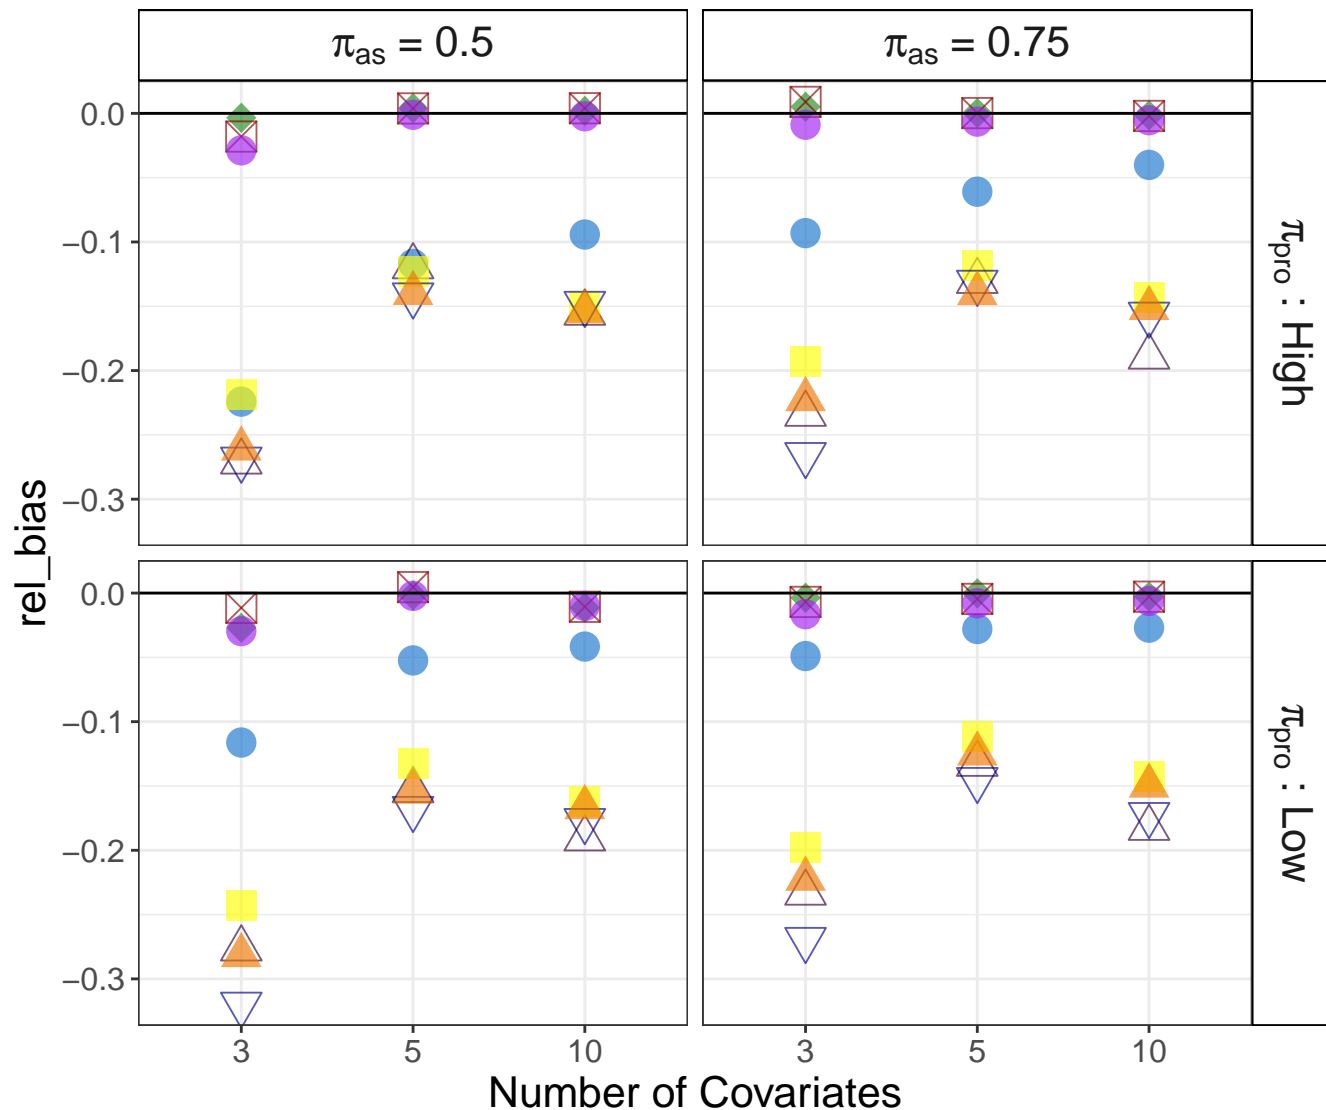 π_as = 0.5
π_as = 0.75
0.0
−0.1
−0.2
−0.3
π_pro : High
0.0
−0.1
−0.2
−0.3
π_pro : Low
rel_bias
3 5 10
3 5 10
Number of Covariates